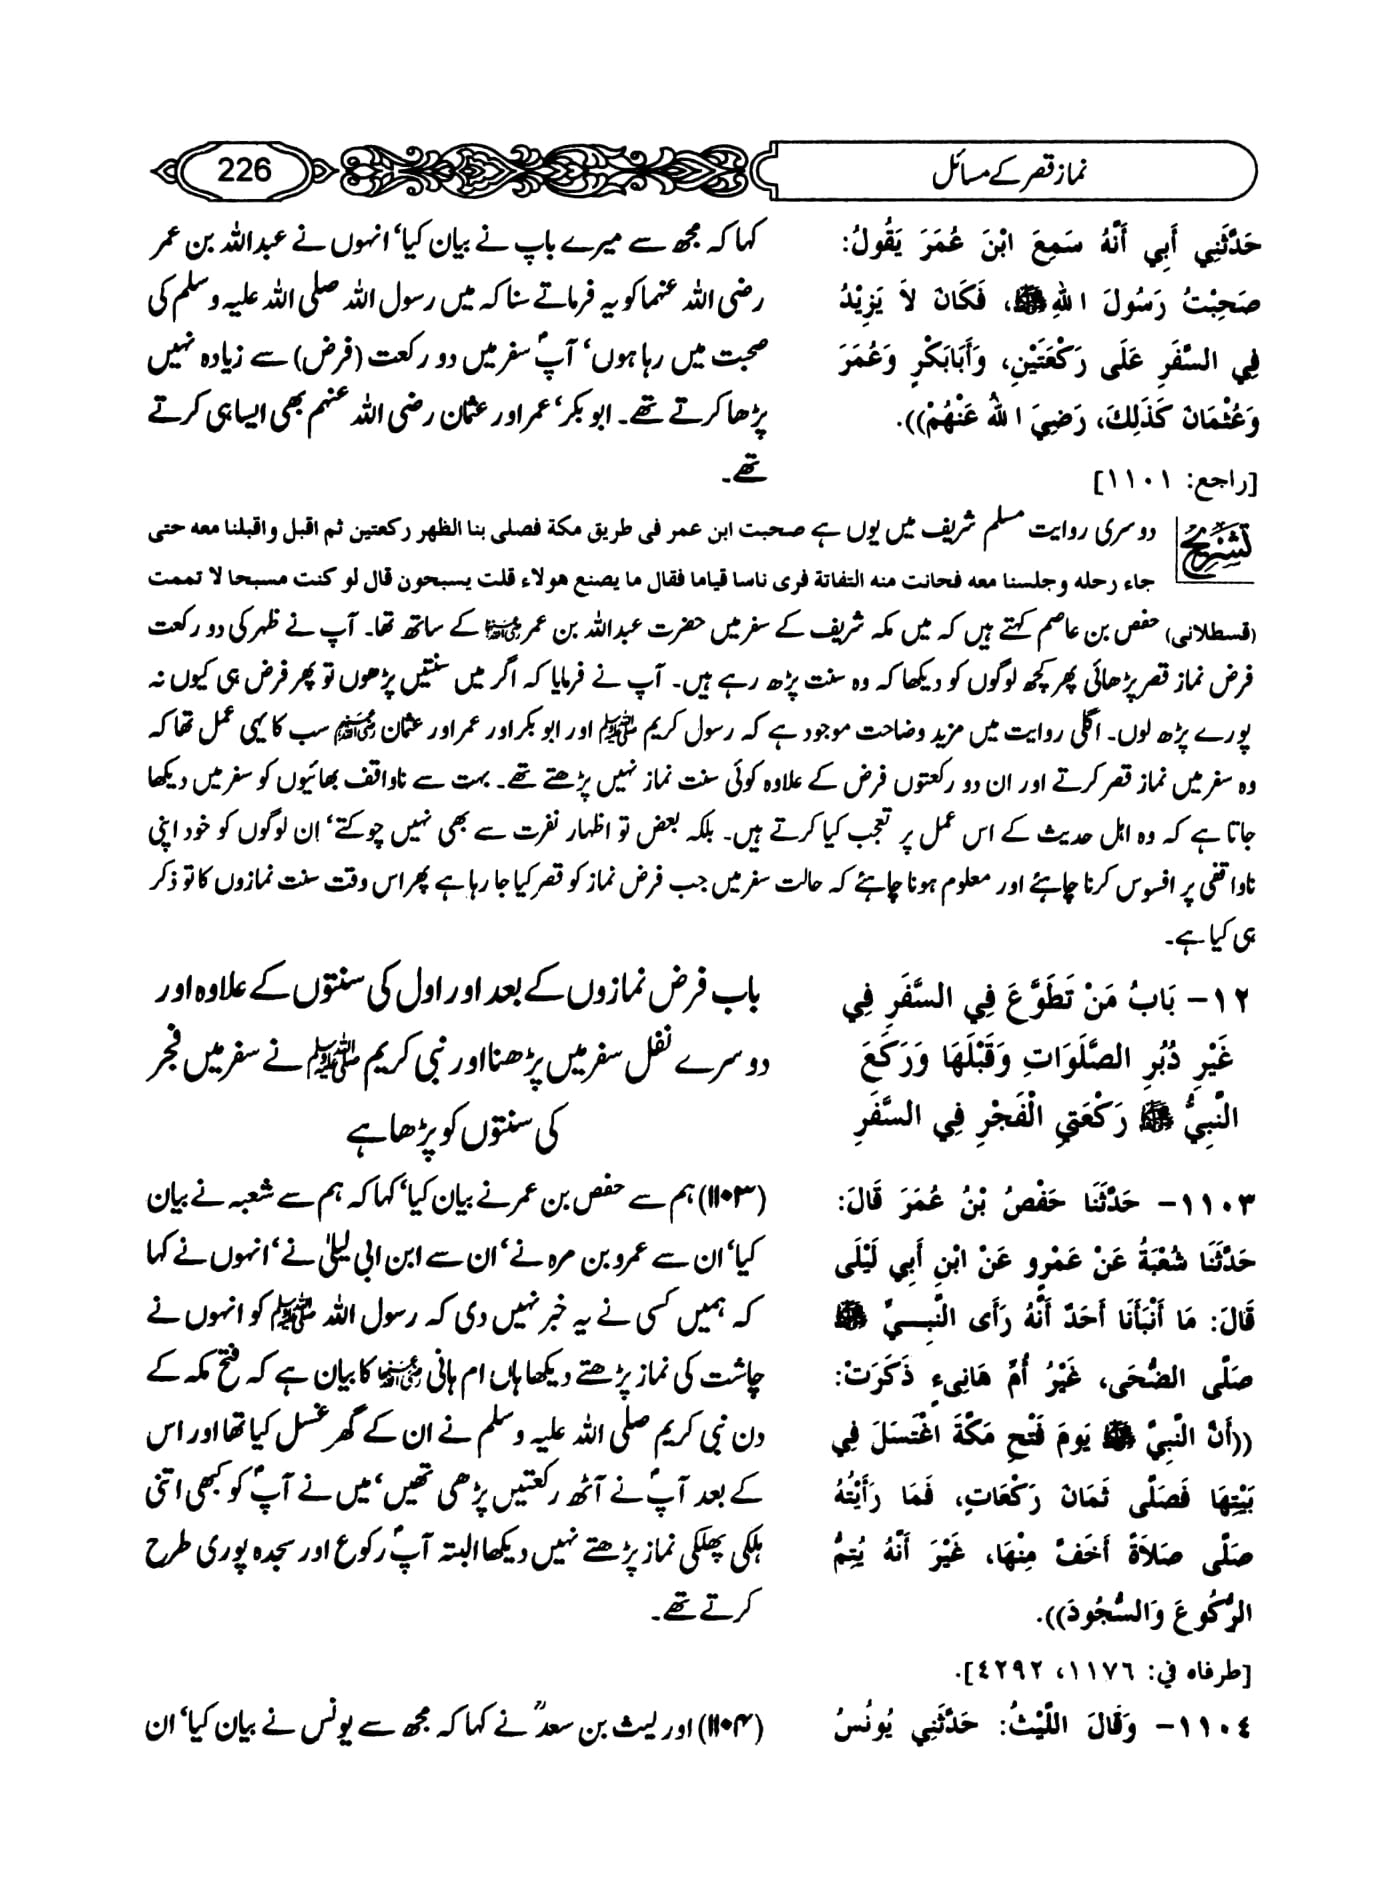 نماز قصر کے مسائل
226
حَدَّثَنِي أَبِي أَنَّهُ سَمِعَ ابْنَ عُمَرَ يَقُولُ:
صَحِبْتُ رَسُولَ اللهِ ﷺ، فَكَانَ لاَ يَزِيْدُ
فِي السَّفَرِ عَلَى رَكْعَتَيْنِ، وَأَبَابَكْرٍ وَعُمَرَ
وَعُثْمَانَ كَذَلِكَ، رَضِيَ اللهُ عَنْهُمْ)).
[راجع: ١١٠١]
کہا کہ مجھ سے میرے باپ نے بیان کیا‘ انہوں نے عبداللہ بن عمر
رضی اللہ عنہما کو یہ فرماتے سنا کہ میں رسول اللہ صلی اللہ علیہ وسلم کی
صحبت میں رہا ہوں‘ آپؐ سفر میں دو رکعت (فرض) سے زیادہ نہیں
پڑھا کرتے تھے۔ ابوبکر‘ عمر اور عثمان رضی اللہ عنہم بھی ایسا ہی کرتے
تھے۔
تشریح
دوسری روایت مسلم شریف میں یوں ہے صحبت ابن عمر فی طریق مکة فصلی بنا الظهر رکعتین ثم اقبل واقبلنا معه حتی
جاء رحله وجلسنا معه فحانت منه التفاتة فری ناسا قیاما فقال ما یصنع هولاء قلت یسبحون قال لو کنت مسبحا لا تممت
(قسطلانی) حفص بن عاصم کہتے ہیں کہ میں مکہ شریف کے سفر میں حضرت عبداللہ بن عمر رضی اللہ عنہما کے ساتھ تھا۔ آپ نے ظہر کی دو رکعت
فرض نماز قصر پڑھائی پھر کچھ لوگوں کو دیکھا کہ وہ سنت پڑھ رہے ہیں۔ آپ نے فرمایا کہ اگر میں سنتیں پڑھوں تو پھر فرض ہی کیوں نہ
پورے پڑھ لوں۔ اگلی روایت میں مزید وضاحت موجود ہے کہ رسول کریم ﷺ اور ابوبکر اور عمر اور عثمان رضی اللہ عنہم سب کا یہی عمل تھا کہ
وہ سفر میں نماز قصر کرتے اور ان دو رکعتوں فرض کے علاوہ کوئی سنت نماز نہیں پڑھتے تھے۔ بہت سے ناواقف بھائیوں کو سفر میں دیکھا
جاتا ہے کہ وہ اہل حدیث کے اس عمل پر تعجب کیا کرتے ہیں۔ بلکہ بعض تو اظہار نفرت سے بھی نہیں چوکتے‘ ان لوگوں کو خود اپنی
ناواقفی پر افسوس کرنا چاہئے اور معلوم ہونا چاہئے کہ حالت سفر میں جب فرض نماز کو قصر کیا جا رہا ہے پھر اس وقت سنت نمازوں کا تو ذکر
ہی کیا ہے۔
١٢- بَابُ مَنْ تَطَوَّعَ فِي السَّفَرِ فِي
غَيْرِ دُبُرِ الصَّلَوَاتِ وَقَبْلَهَا وَرَكَعَ
النَّبِيُّ ﷺ رَكْعَتَيِ الْفَجْرِ فِي السَّفَرِ
باب فرض نمازوں کے بعد اور اول کی سنتوں کے علاوہ اور
دوسرے نفل سفر میں پڑھنا اور نبی کریم ﷺ نے سفر میں فجر
کی سنتوں کو پڑھا ہے
١١٠٣- حَدَّثَنَا حَفْصُ بْنُ عُمَرَ قَالَ:
حَدَّثَنَا شُعْبَةُ عَنْ عَمْرٍو عَنْ ابْنِ أَبِي لَيْلَى
قَالَ: مَا أَنْبَأَنَا أَحَدٌ أَنَّهُ رَأَى النَّبِيَّ ﷺ
صَلَّى الضُّحَى، غَيْرُ أُمِّ هَانِيءٍ ذَكَرَتْ:
((أَنَّ النَّبِيَّ ﷺ يَومَ فَتْحِ مَكَّةَ اغْتَسَلَ فِي
بَيْتِهَا فَصَلَّى ثَمَانَ رَكْعَاتٍ، فَمَا رَأَيْتُهُ
صَلَّى صَلاَةً أَخَفَّ مِنْهَا، غَيْرَ أَنَّهُ يُتِمُّ
الرُّكُوعَ وَالسُّجُودَ)).
[طرفاه في: ١١٧٦، ٤٢٩٢].
(۱۱۰۳) ہم سے حفص بن عمر نے بیان کیا‘ کہا کہ ہم سے شعبہ نے بیان
کیا‘ ان سے عمرو بن مرہ نے‘ ان سے ابن ابی لیلیٰ نے‘ انہوں نے کہا
کہ ہمیں کسی نے یہ خبر نہیں دی کہ رسول اللہ ﷺ کو انہوں نے
چاشت کی نماز پڑھتے دیکھا ہاں ام ہانی رضی اللہ عنہا کا بیان ہے کہ فتح مکہ کے
دن نبی کریم صلی اللہ علیہ وسلم نے ان کے گھر غسل کیا تھا اور اس
کے بعد آپؐ نے آٹھ رکعتیں پڑھی تھیں‘ میں نے آپؐ کو کبھی اتنی
ہلکی پھلکی نماز پڑھتے نہیں دیکھا البتہ آپؐ رکوع اور سجدہ پوری طرح
کرتے تھے۔
١١٠٤- وَقَالَ اللَّيْثُ: حَدَّثَنِي يُونُسُ
(۱۱۰۴) اور لیث بن سعدؒ نے کہا کہ مجھ سے یونس نے بیان کیا‘ ان